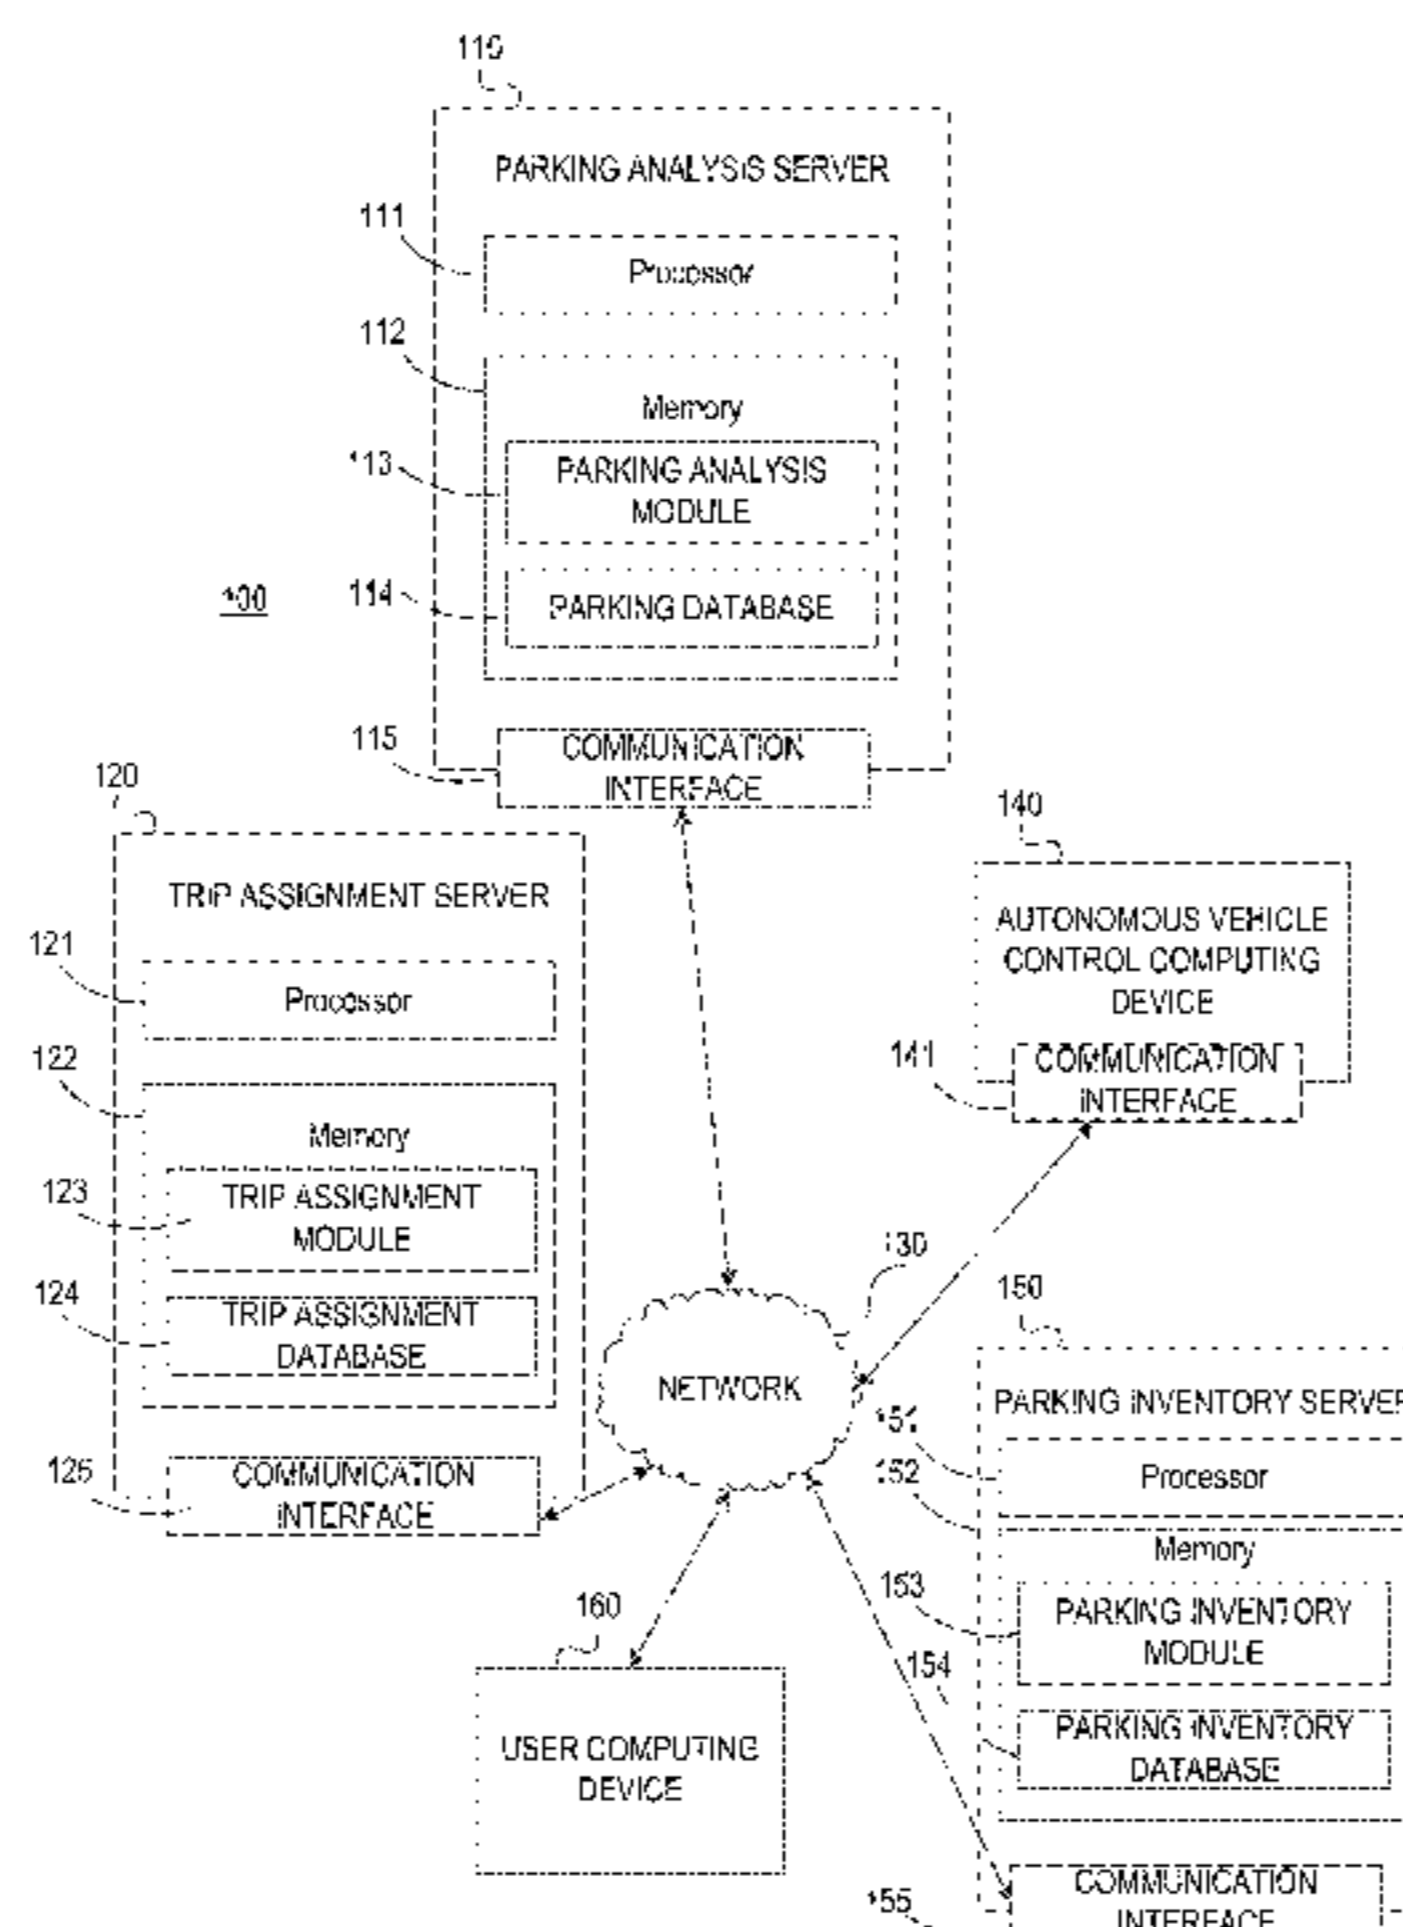 110
PARKING ANALYSIS SERVER
111
Processor
112
Memory
113
PARKING ANALYSIS
MODULE
100
114
PARKING DATABASE
115
COMMUNICATION
INTERFACE
120
TRIP ASSIGNMENT SERVER
121
Processor
122
Memory
123
TRIP ASSIGNMENT
MODULE
124
TRIP ASSIGNMENT
DATABASE
125
COMMUNICATION
INTERFACE
140
AUTONOMOUS VEHICLE
CONTROL COMPUTING
DEVICE
141
COMMUNICATION
INTERFACE
130
NETWORK
150
PARKING INVENTORY SERVER
151
Processor
152
Memory
153
PARKING INVENTORY
MODULE
154
PARKING INVENTORY
DATABASE
155
COMMUNICATION
INTERFACE
160
USER COMPUTING
DEVICE